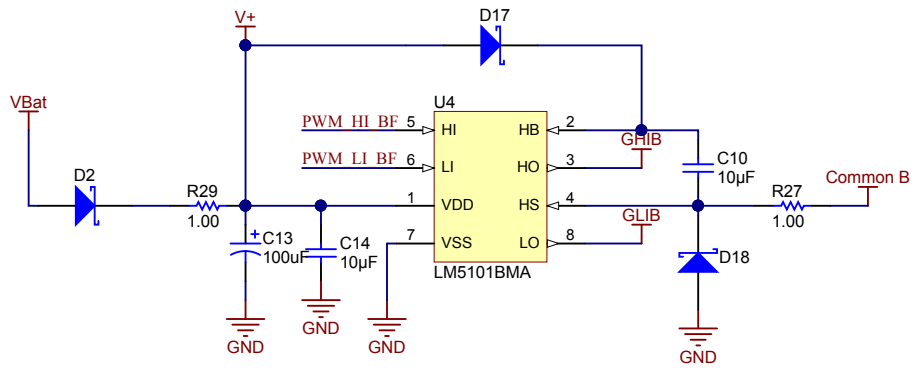 V+
D17
VBat
U4
PWM_HI_BF
5
HI
HB
2
GHIB
PWM_LI_BF
6
LI
HO
3
C10
10µF
D2
R29
1.00
1
VDD
HS
4
R27
1.00
Common B
C13
100uF
C14
10µF
7
VSS
LO
8
GLIB
D18
LM5101BMA
GND
GND
GND
GND
+